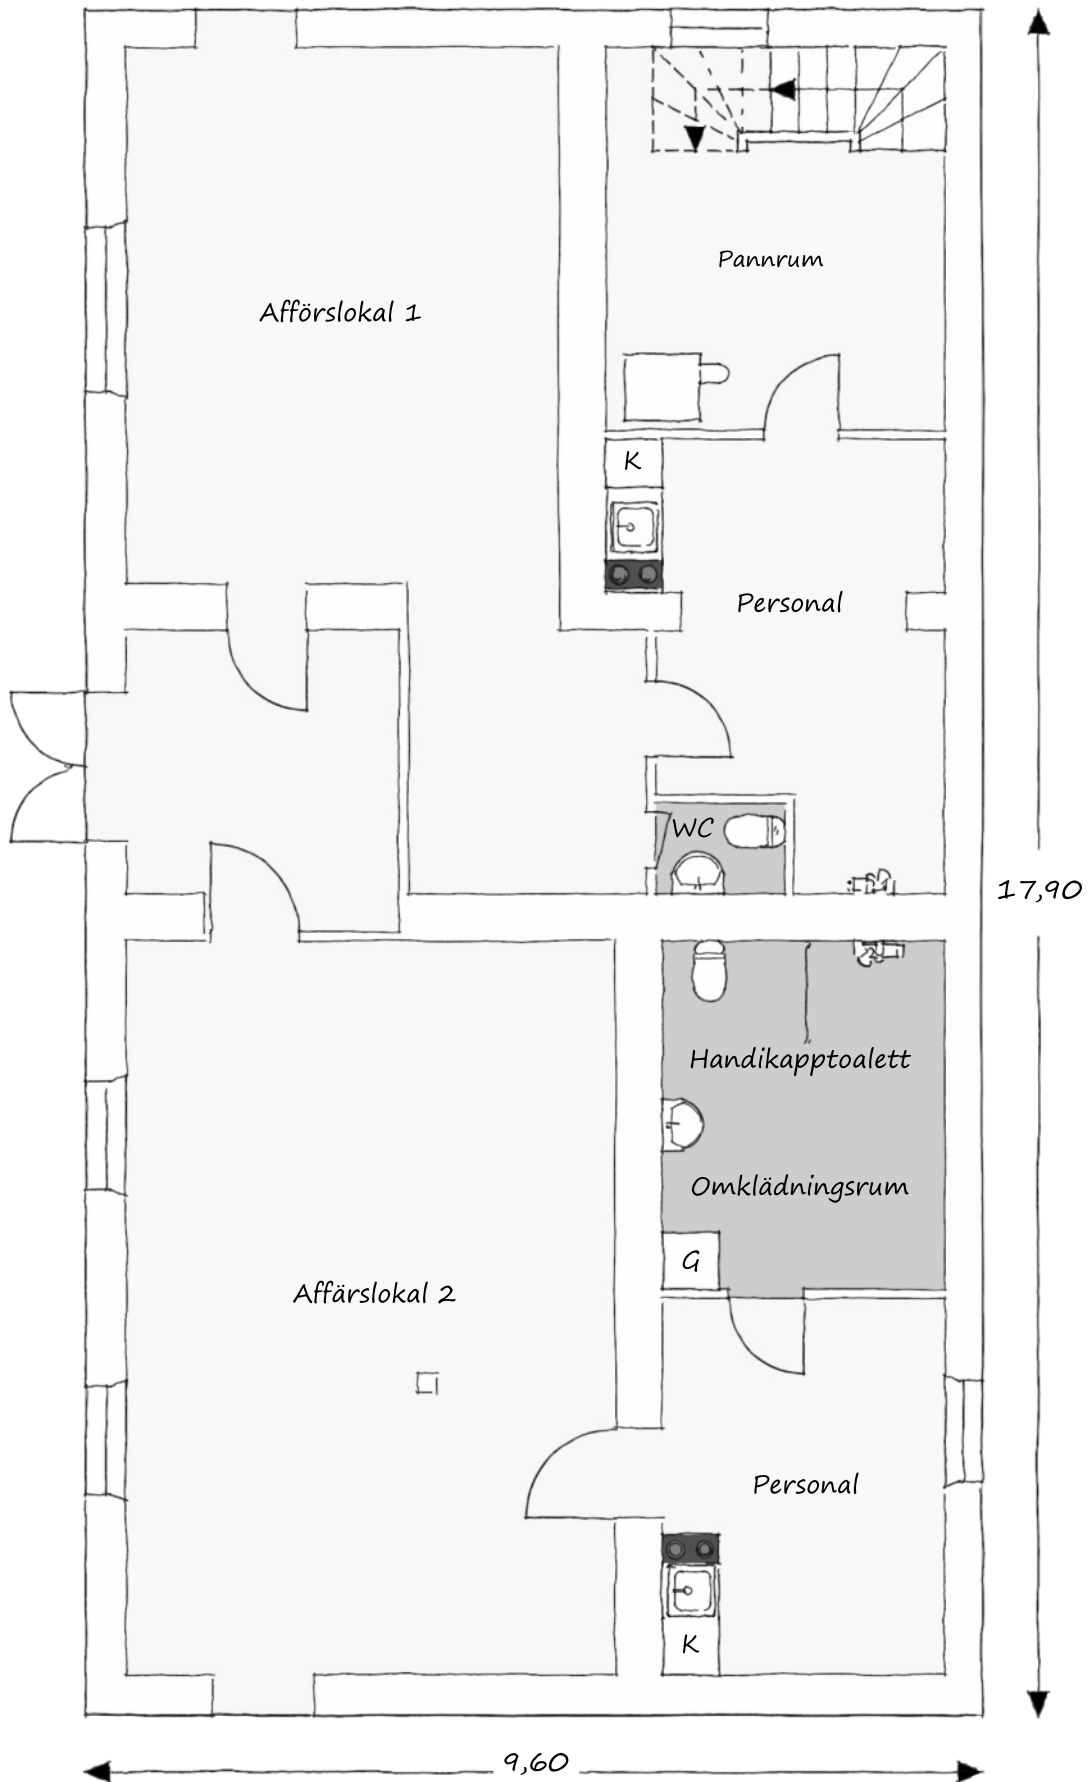 Pannrum
Afförslokal 1
K
Personal
WC
17,90
Handikapptoalett
Omklädningsrum
G
Affärslokal 2
Personal
K
9,60